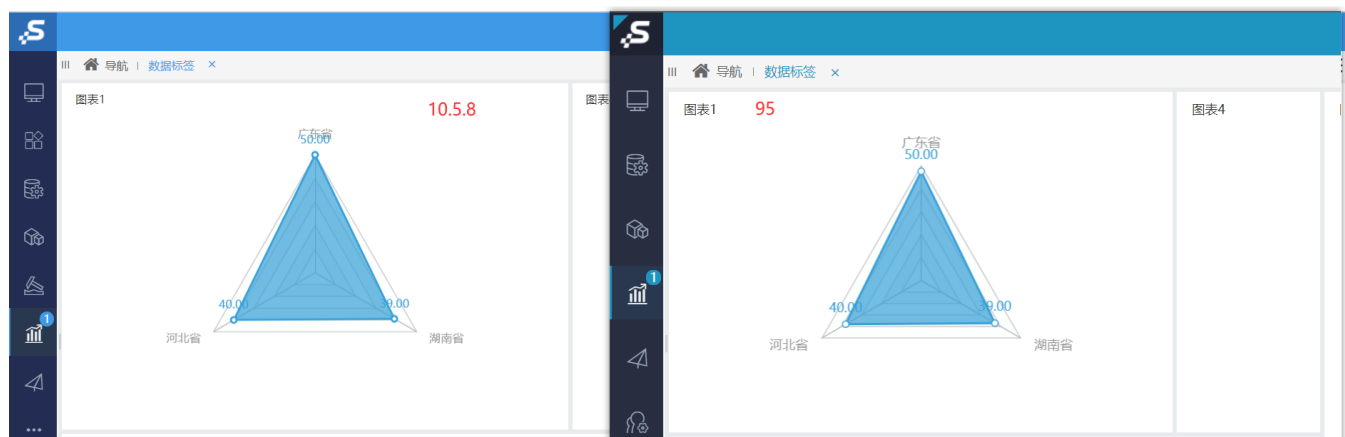 S
导航
数据标签 ×
图表1
10.5.8
图表
广东省
50.00
40.00
39.00
河北省
湖南省
1
...
S
导航
数据标签 ×
图表1
95
图表4
广东省
50.00
40.00
39.00
河北省
湖南省
1